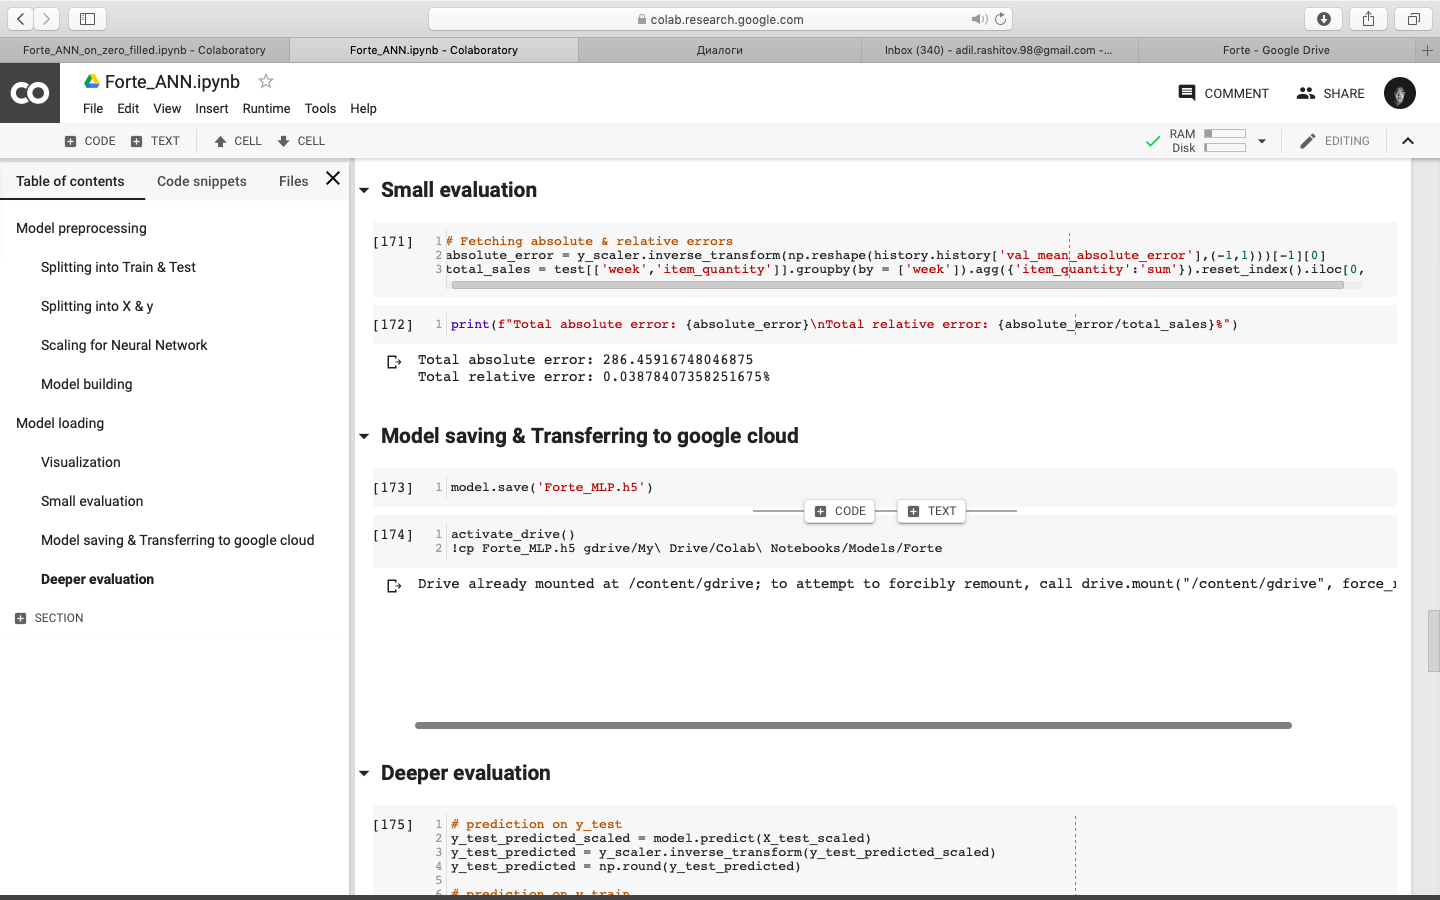 colab.research.google.com
Forte_ANN_on_zero_filled.ipynb - Colaboratory
Forte_ANN.ipynb - Colaboratory
Диалоги
Inbox (340) - adil.rashitov.98@gmail.com -...
Forte - Google Drive
CO
Forte_ANN.ipynb
File Edit View Insert Runtime Tools Help
COMMENT
SHARE
CODE TEXT CELL CELL
RAM
Disk
EDITING
Table of contents Code snippets Files
Model preprocessing
Splitting into Train & Test
Splitting into X & y
Scaling for Neural Network
Model building
Model loading
Visualization
Small evaluation
Model saving & Transferring to google cloud
Deeper evaluation
SECTION
Small evaluation
[171]
1 # Fetching absolute & relative errors
2 absolute_error = y_scaler.inverse_transform(np.reshape(history.history['val_mean_absolute_error'],(-1,1)))[-1][0]
3 total_sales = test[['week','item_quantity']].groupby(by = ['week']).agg({'item_quantity':'sum'}).reset_index().iloc[0,
[172]
1 print(f"Total absolute error: {absolute_error}\nTotal relative error: {absolute_error/total_sales}%")
Total absolute error: 286.45916748046875
Total relative error: 0.03878407358251675%
Model saving & Transferring to google cloud
[173]
1 model.save('Forte_MLP.h5')
CODE TEXT
[174]
1 activate_drive()
2 !cp Forte_MLP.h5 gdrive/My\ Drive/Colab\ Notebooks/Models/Forte
Drive already mounted at /content/gdrive; to attempt to forcibly remount, call drive.mount("/content/gdrive", force_r
Deeper evaluation
[175]
1 # prediction on y_test
2 y_test_predicted_scaled = model.predict(X_test_scaled)
3 y_test_predicted = y_scaler.inverse_transform(y_test_predicted_scaled)
4 y_test_predicted = np.round(y_test_predicted)
5
6 # prediction on y_train